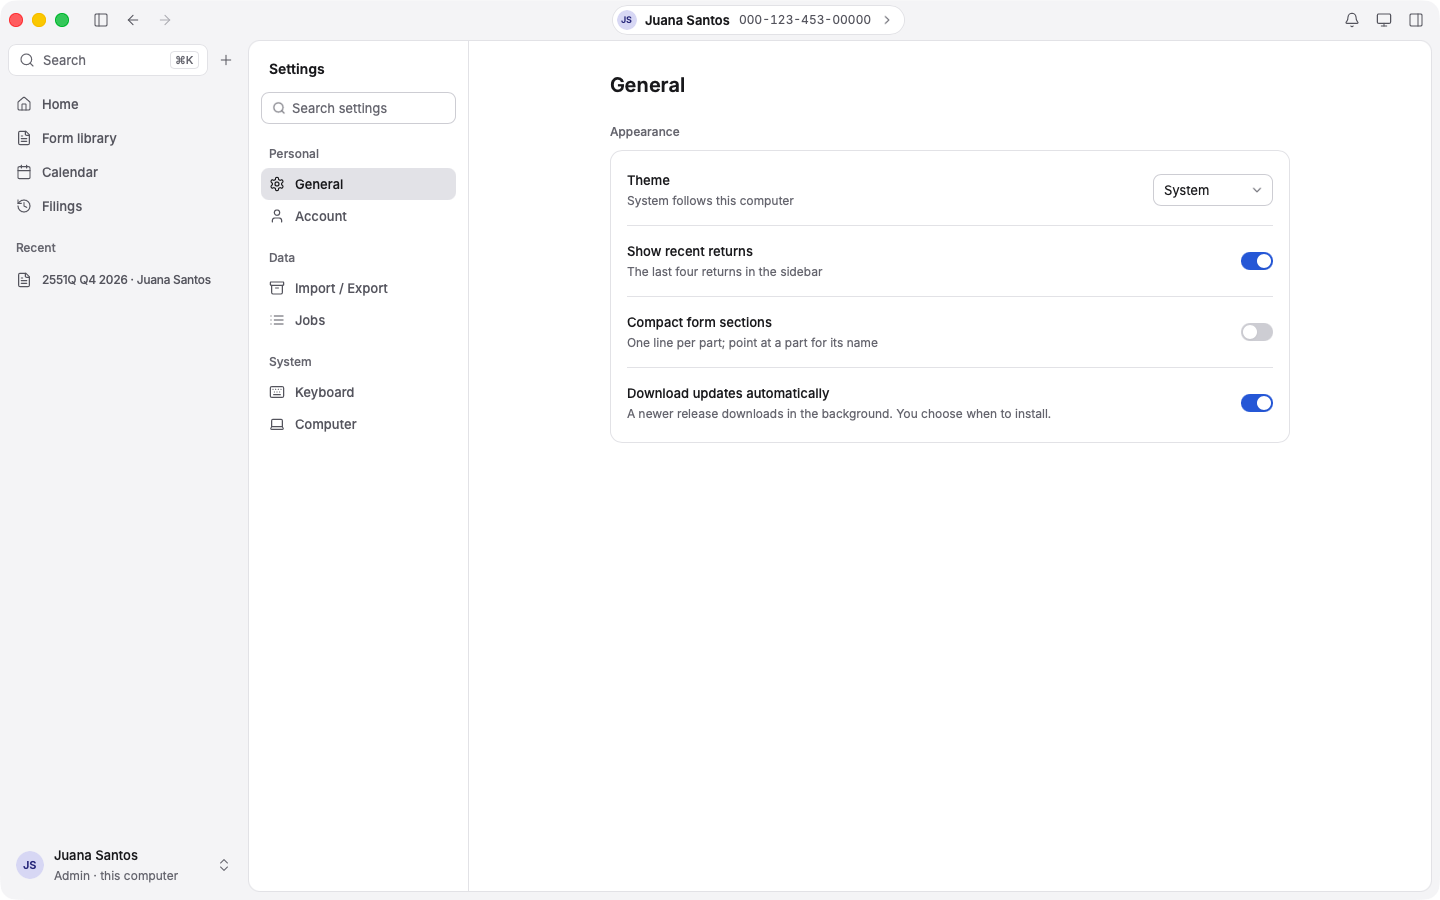 JS Juana Santos 000-123-453-00000
Search ⌘K
Home
Form library
Calendar
Filings
Recent
2551Q Q4 2026 · Juana Santos
JS
Juana Santos
Admin · this computer
Settings
Search settings
Personal
General
Account
Data
Import / Export
Jobs
System
Keyboard
Computer
General
Appearance
Theme
System follows this computer
System
Show recent returns
The last four returns in the sidebar
Compact form sections
One line per part; point at a part for its name
Download updates automatically
A newer release downloads in the background. You choose when to install.